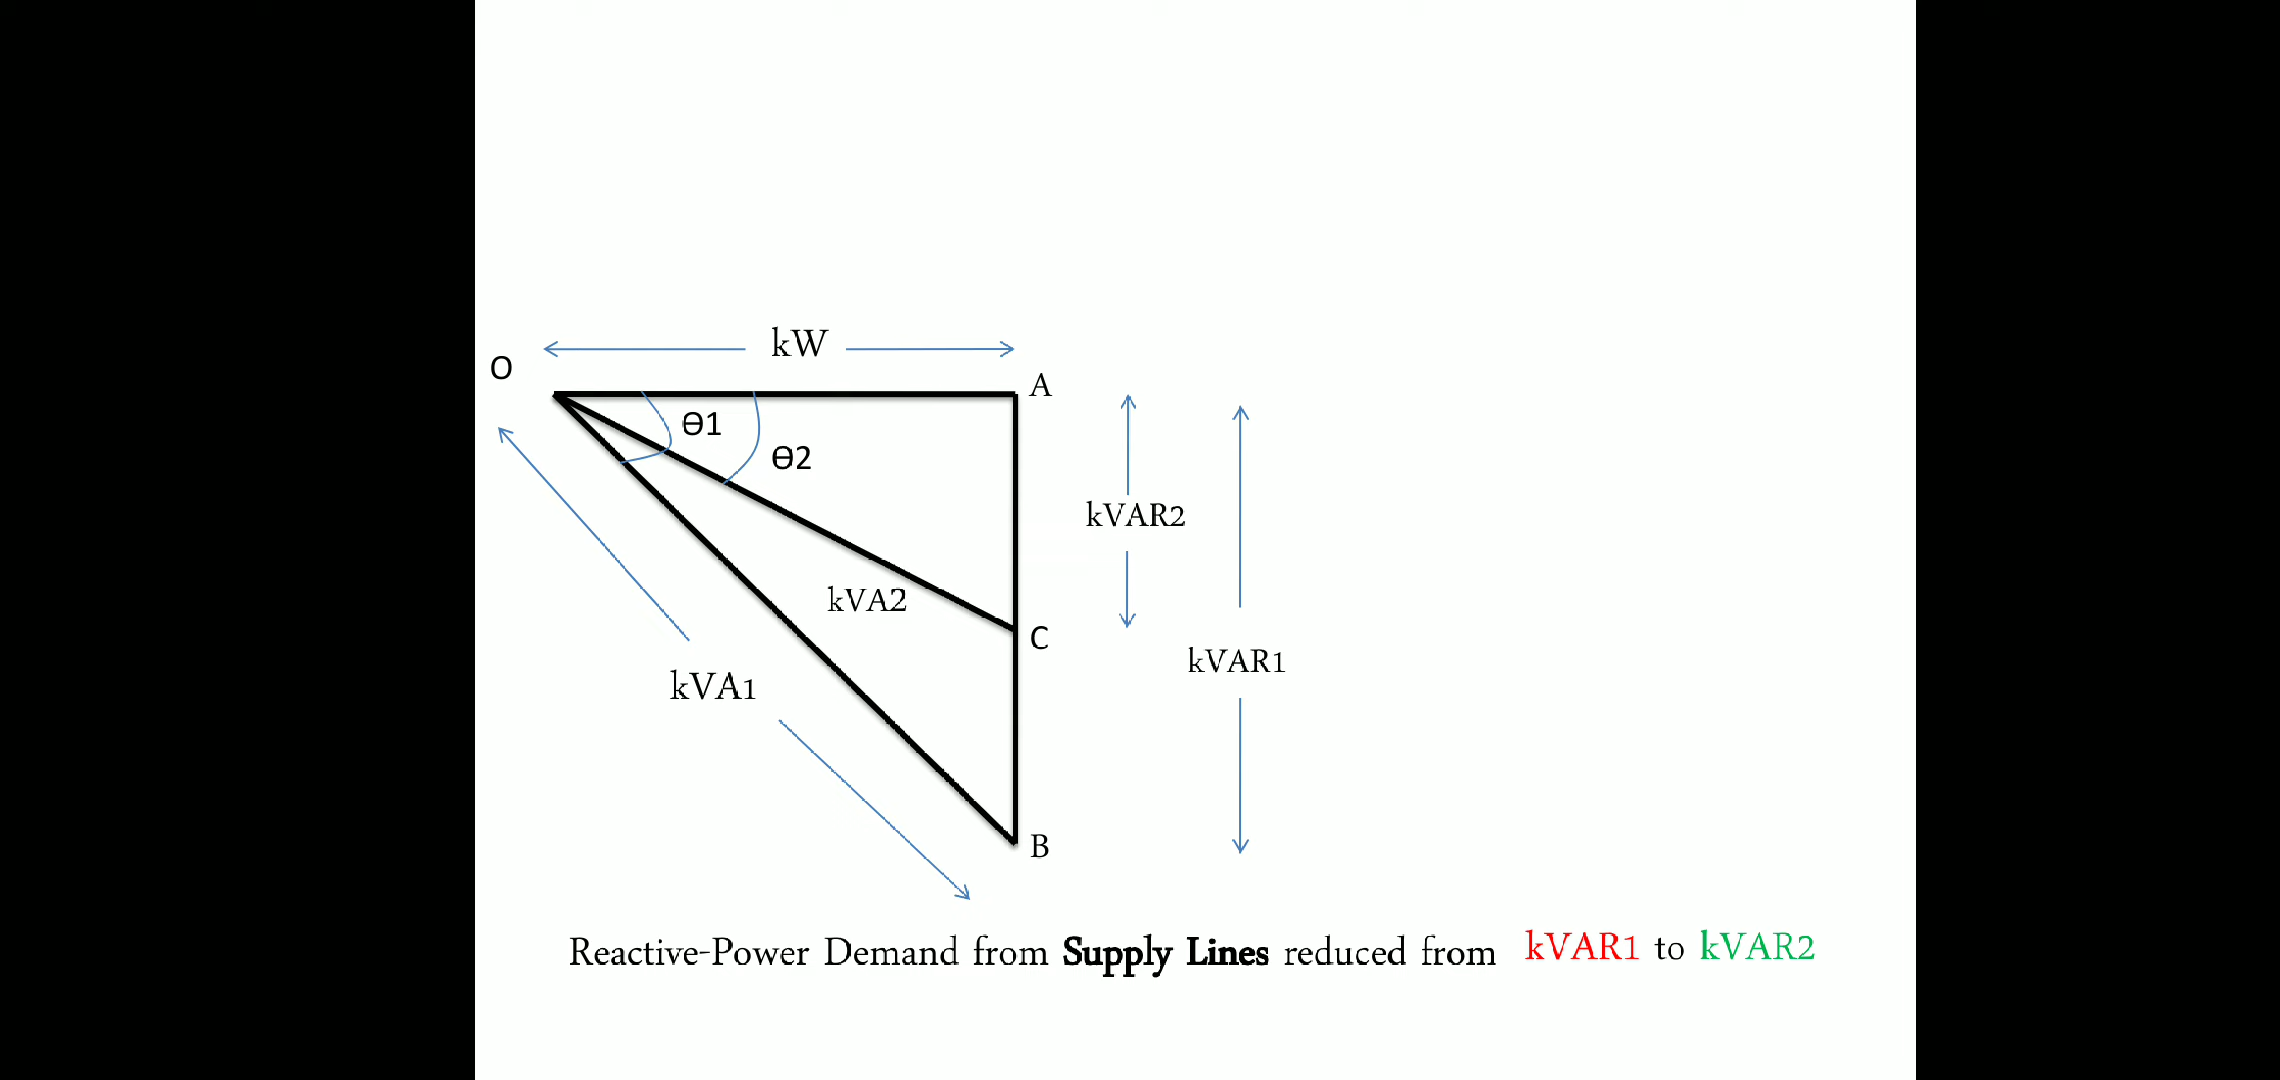 kW
O
A
ϴ1
ϴ2
kVAR2
kVA2
C
kVAR1
kVA1
B
Reactive-Power Demand from Supply Lines reduced from kVAR1 to kVAR2